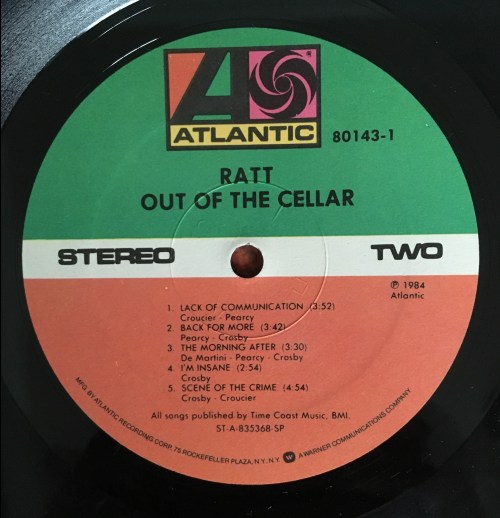 ATLANTIC
80143-1
RATT
OUT OF THE CELLAR
STEREO
TWO
℗ 1984
Atlantic
1. LACK OF COMMUNICATION (3:52)
Croucier - Pearcy
2. BACK FOR MORE (3:42)
Pearcy - Crosby
3. THE MORNING AFTER (3:30)
De Martini - Pearcy - Crosby
4. I'M INSANE (2:54)
Crosby
5. SCENE OF THE CRIME (4:54)
Crosby - Croucier
All songs published by Time Coast Music, BMI.
ST-A-835368-SP
MFG. BY ATLANTIC RECORDING CORP. 75 ROCKEFELLER PLAZA, N.Y. N.Y. W A WARNER COMMUNICATIONS COMPANY